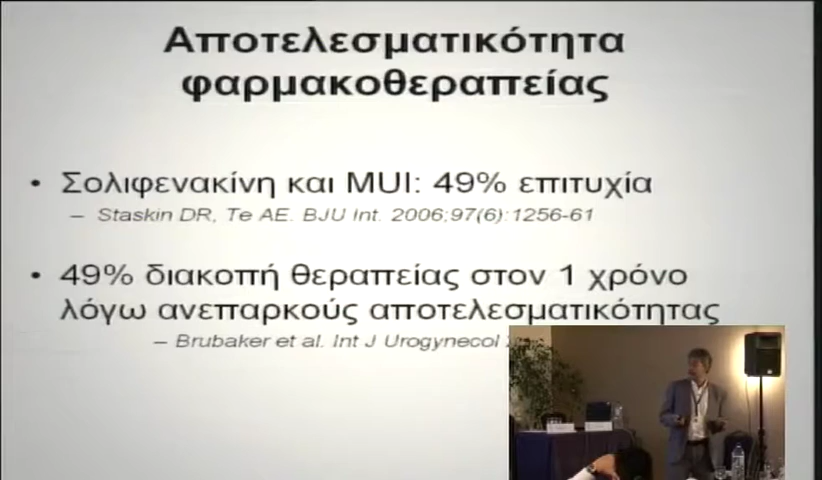 Αποτελεσματικότητα
φαρμακοθεραπείας
• Σολιφενακίνη και MUI: 49% επιτυχία
– Staskin DR, Te AE. BJU Int. 2006;97(6):1256-61
• 49% διακοπή θεραπείας στον 1 χρόνο
λόγω ανεπαρκούς αποτελεσματικότητας
– Brubaker et al. Int J Urogynecol